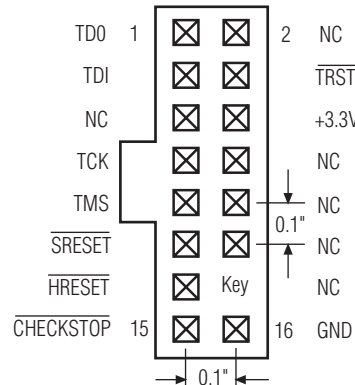 TD0 1 2 NC
TDI TRST
NC +3.3V
TCK NC
TMS NC
0.1"
SRESET NC
HRESET Key NC
CHECKSTOP 15 16 GND
0.1"